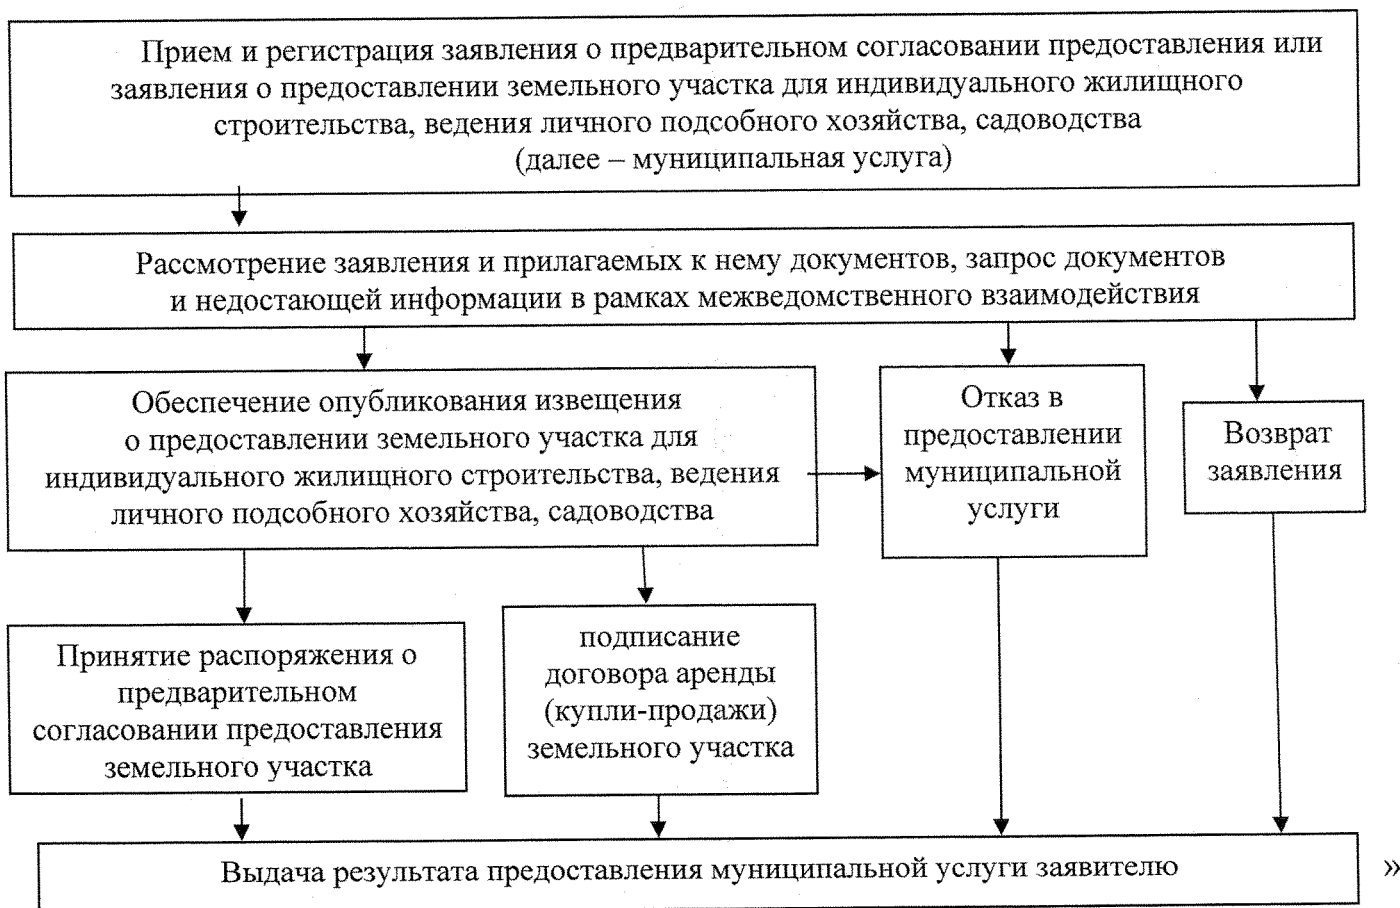 Прием и регистрация заявления о предварительном согласовании предоставления или
заявления о предоставлении земельного участка для индивидуального жилищного
строительства, ведения личного подсобного хозяйства, садоводства
(далее – муниципальная услуга)
Рассмотрение заявления и прилагаемых к нему документов, запрос документов
и недостающей информации в рамках межведомственного взаимодействия
Обеспечение опубликования извещения
о предоставлении земельного участка для
индивидуального жилищного строительства, ведения
личного подсобного хозяйства, садоводства
Отказ в
предоставлении
муниципальной
услуги
Возврат
заявления
Принятие распоряжения о
предварительном
согласовании предоставления
земельного участка
подписание
договора аренды
(купли-продажи)
земельного участка
Выдача результата предоставления муниципальной услуги заявителю
»